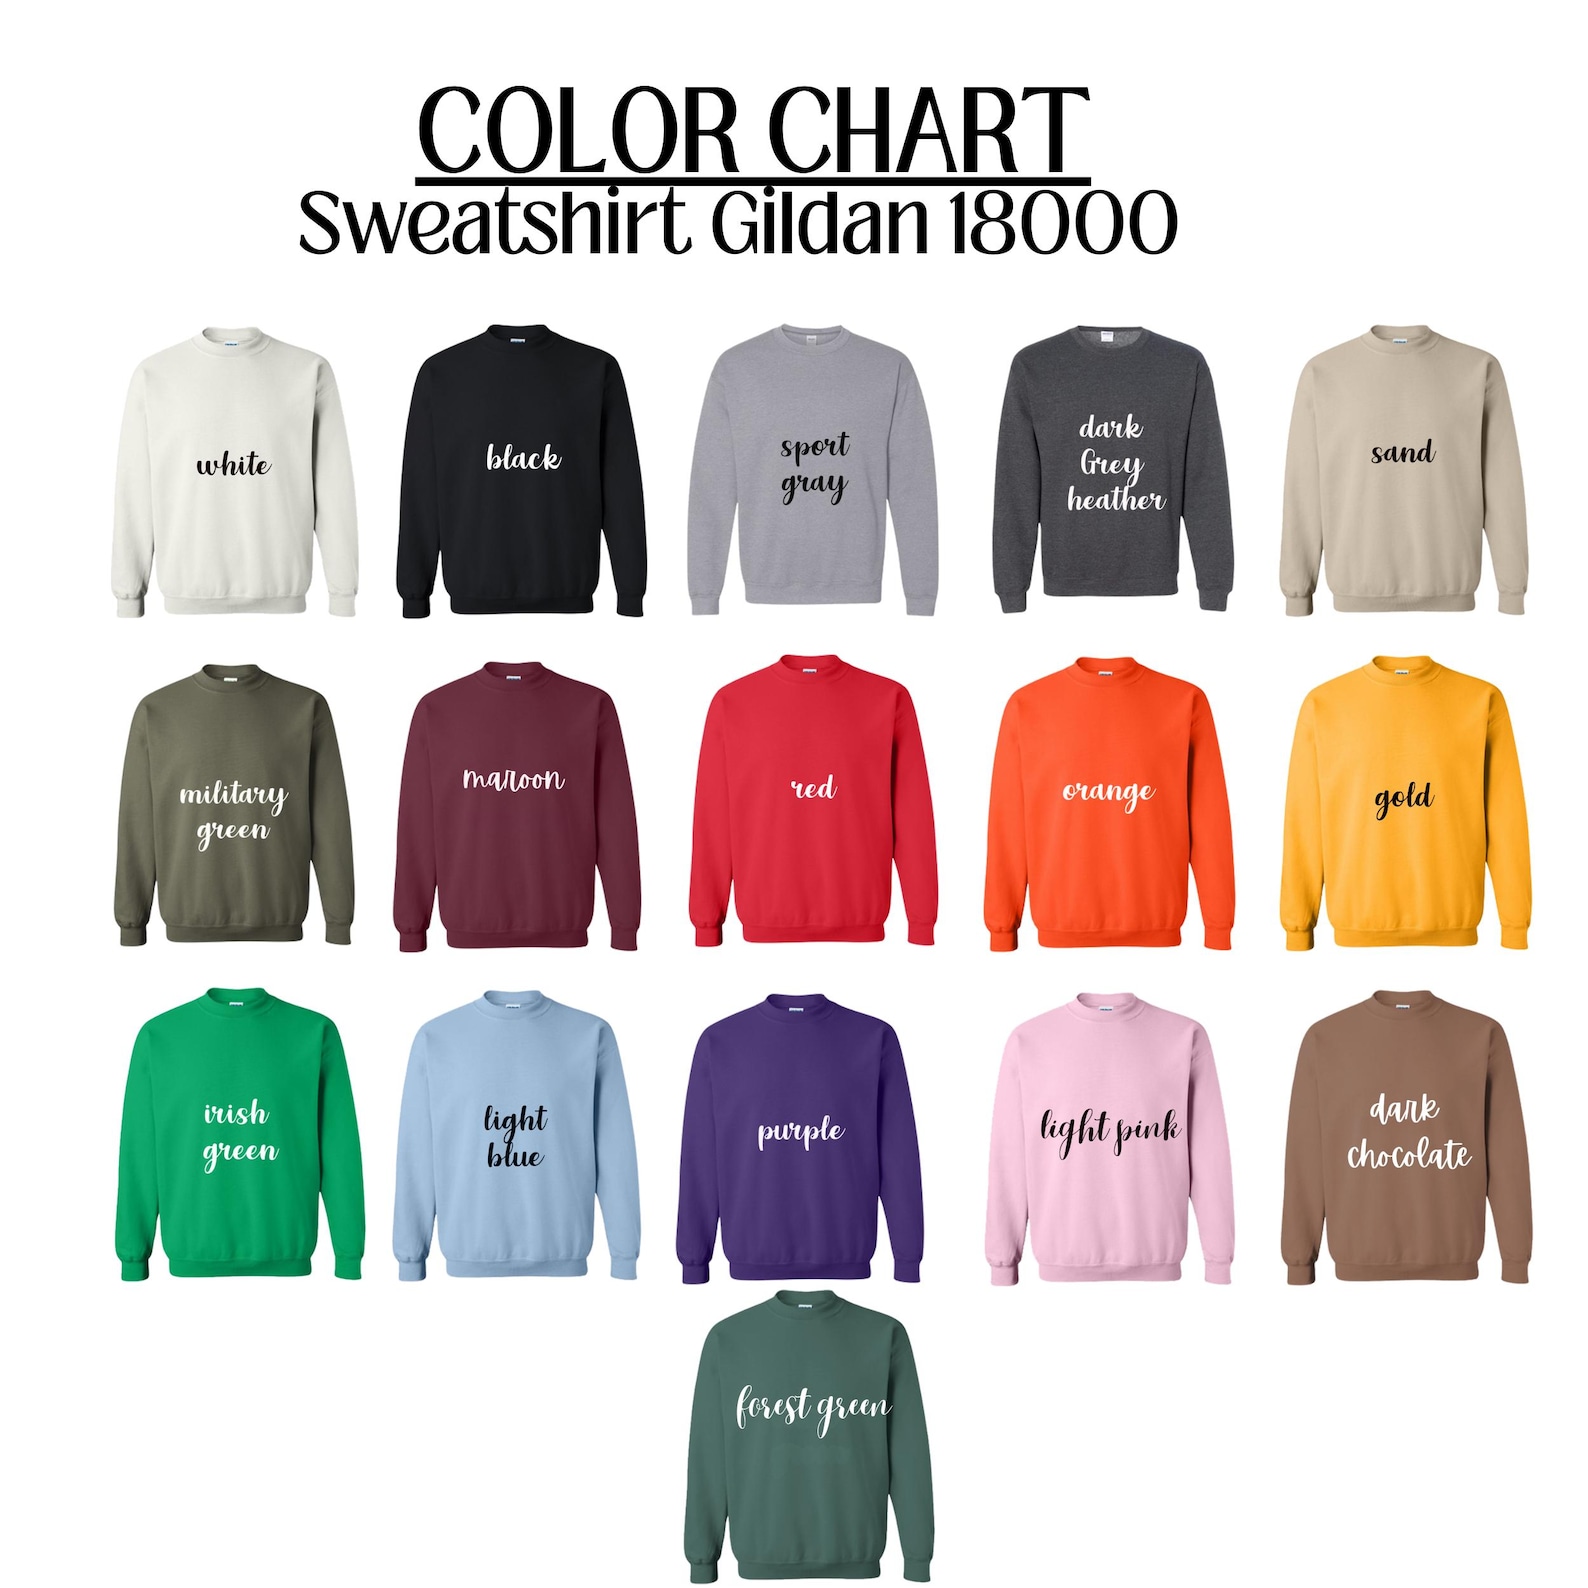 COLOR CHART
Sweatshirt Gildan 18000
white
black
sport
gray
dark
Grey
heather
sand
military
green
maroon
red
orange
gold
irish
green
light
blue
purple
light pink
dark
chocolate
forest green